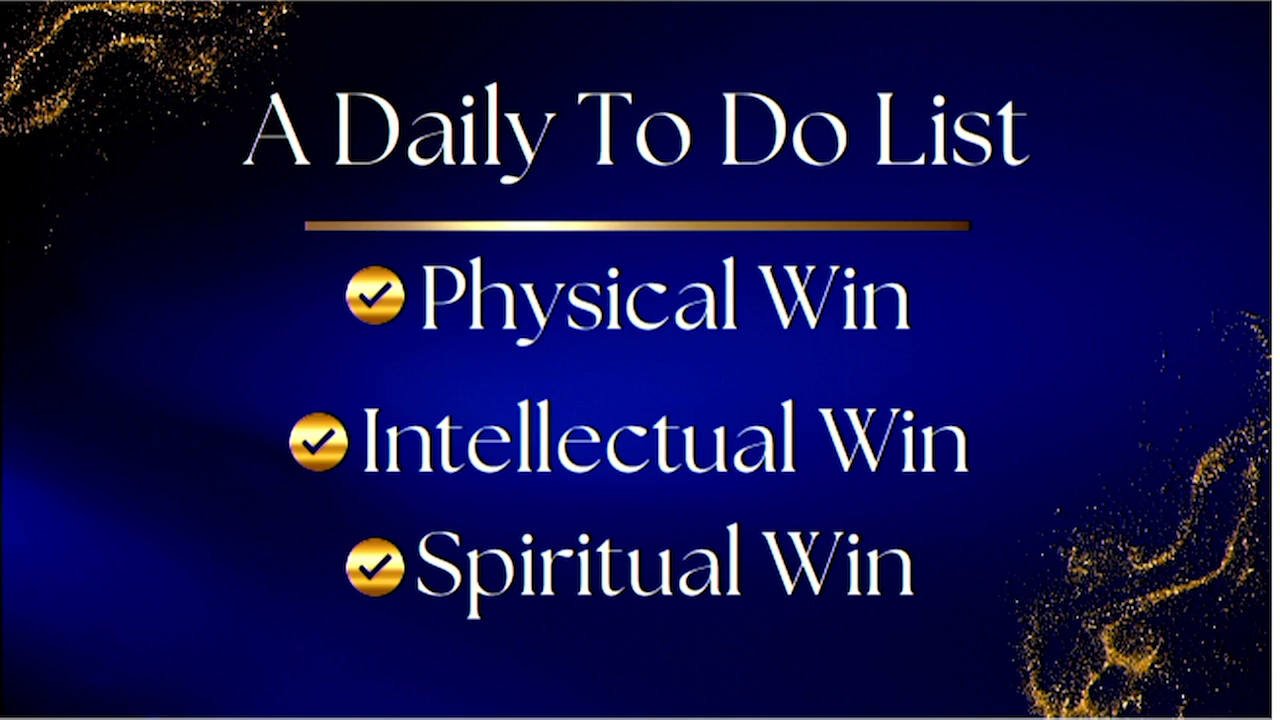 A Daily To Do List
Physical Win
Intellectual Win
Spiritual Win